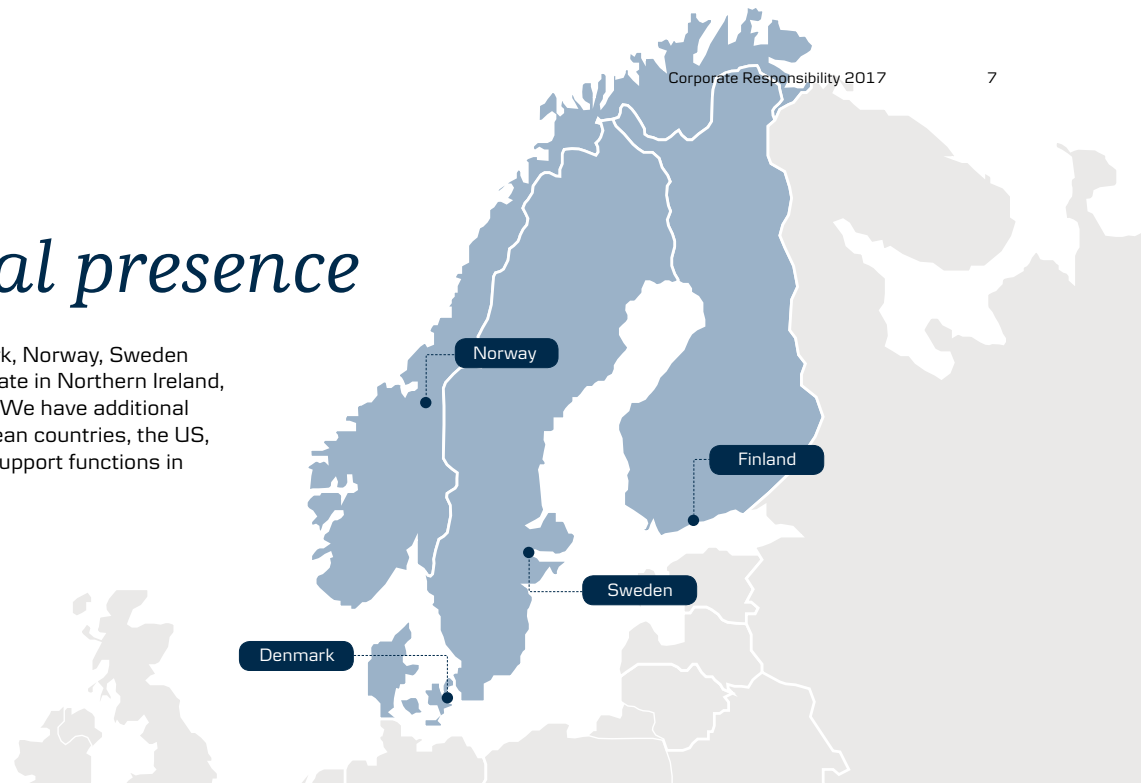 Corporate Responsibility 2017 7
al presence
k, Norway, Sweden
ate in Northern Ireland,
We have additional
ean countries, the US,
upport functions in
Norway
Finland
Sweden
Denmark